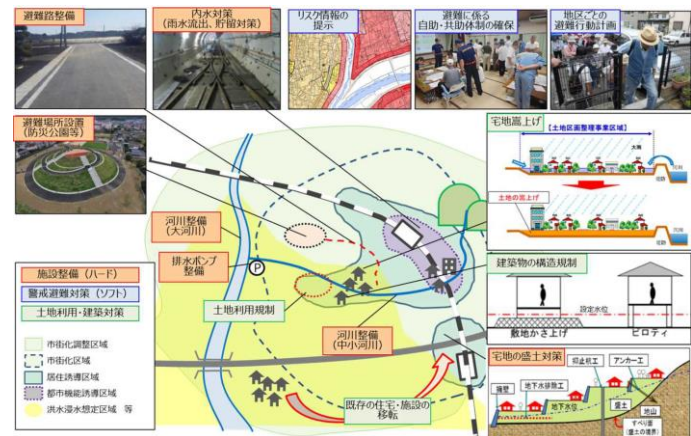 避難路整備
内水対策
(雨水流出、貯留対策)
リスク情報の
提示
避難に係る
自助・共助体制の確保
地区ごとの
避難行動計画
避難場所設置
(防災公園等)
宅地嵩上げ
【土地区画整理事業区域】
土地の嵩上げ
河川整備
(大河川)
排水ポンプ
整備
P
土地利用規制
河川整備
(中小河川)
既存の住宅・施設の
移転
建築物の構造規制
設定水位
敷地かさ上げ
ピロティ
宅地の盛土対策
抑止杭工
アンカー工
擁壁
地下水排除工
地下水位
盛土
地山
すべり面
(盛土の境界)
施設整備(ハード)
警戒避難対策(ソフト)
土地利用・建築対策
市街化調整区域
市街化区域
居住誘導区域
都市機能誘導区域
洪水浸水想定区域 等